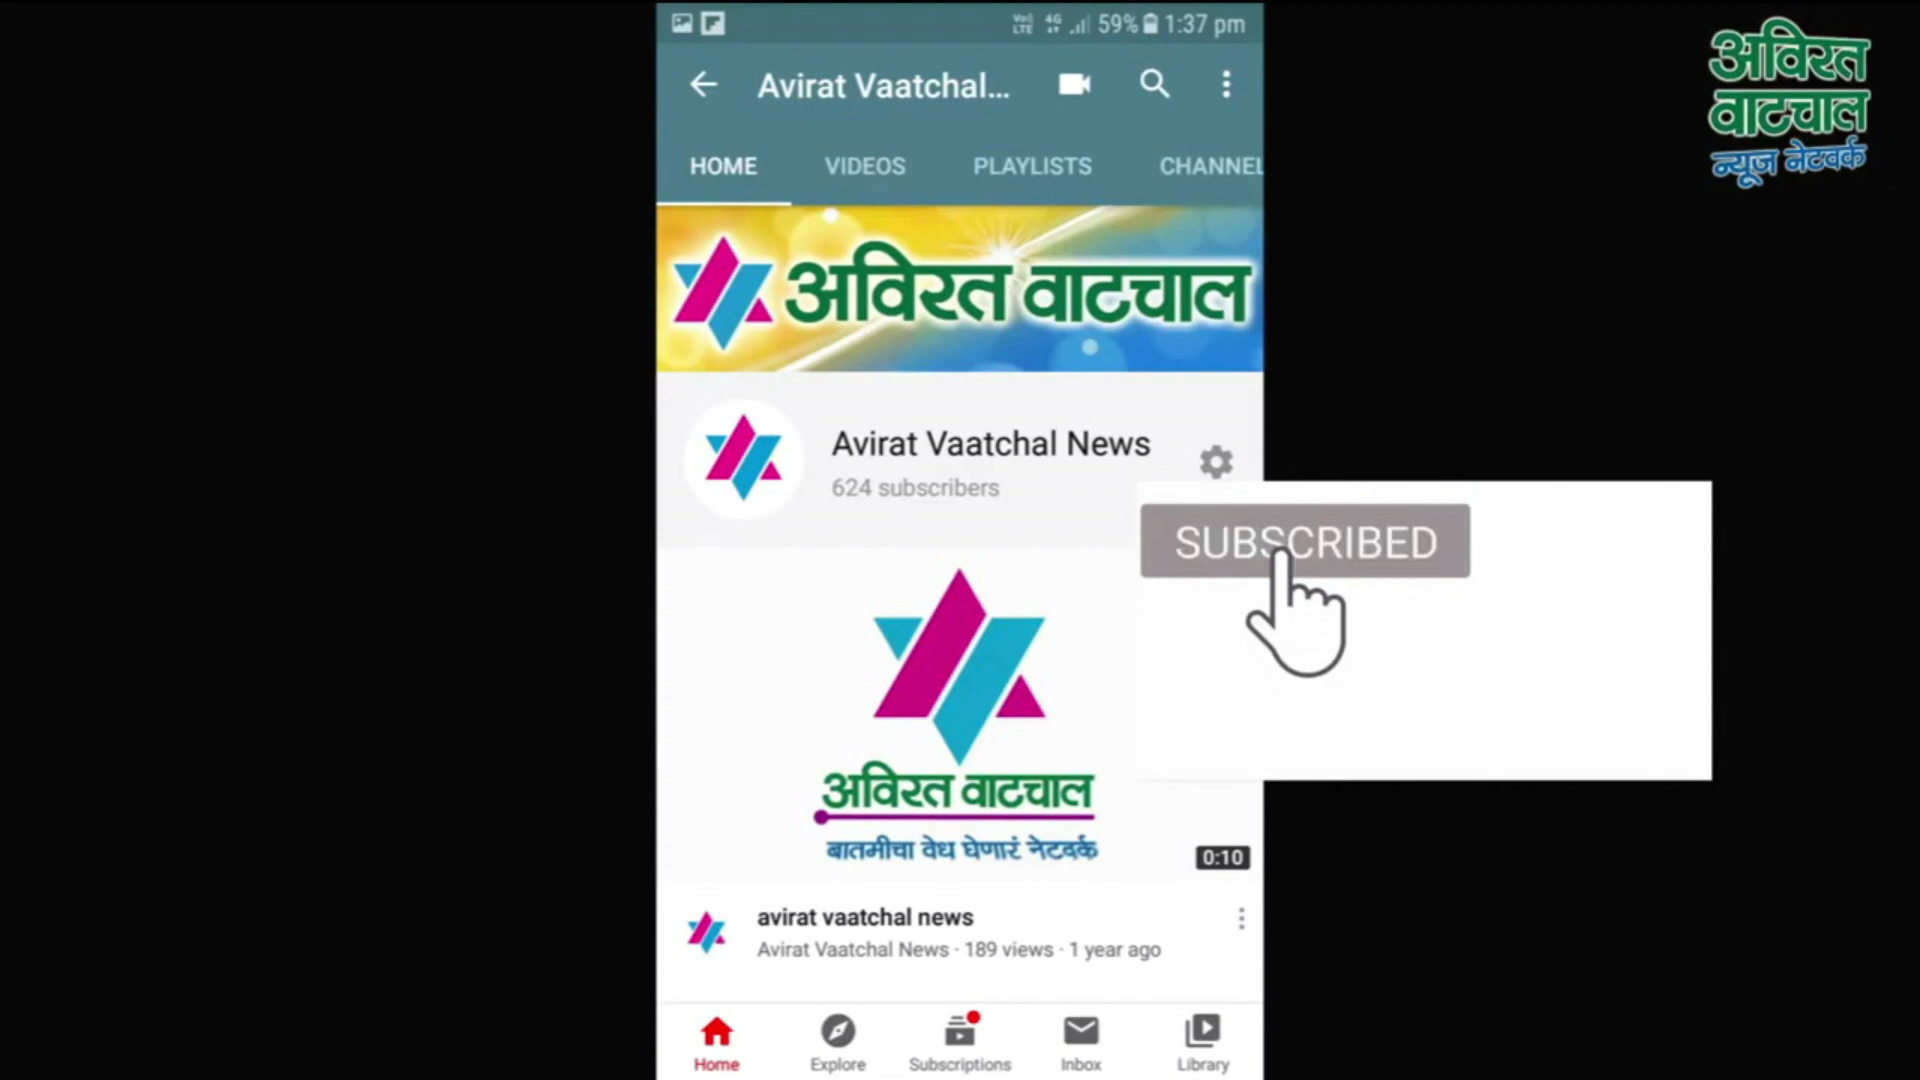 VoLTE 4G 59% 1:37 pm
अविरत
वाटचाल
न्यूज नेटवर्क
Avirat Vaatchal...
HOME VIDEOS PLAYLISTS CHANNEL
अविरत वाटचाल
Avirat Vaatchal News
624 subscribers
SUBSCRIBED
अविरत वाटचाल
बातमीचा वेध घेणारं नेटवर्क
0:10
avirat vaatchal news
Avirat Vaatchal News · 189 views · 1 year ago
Home Explore Subscriptions Inbox Library